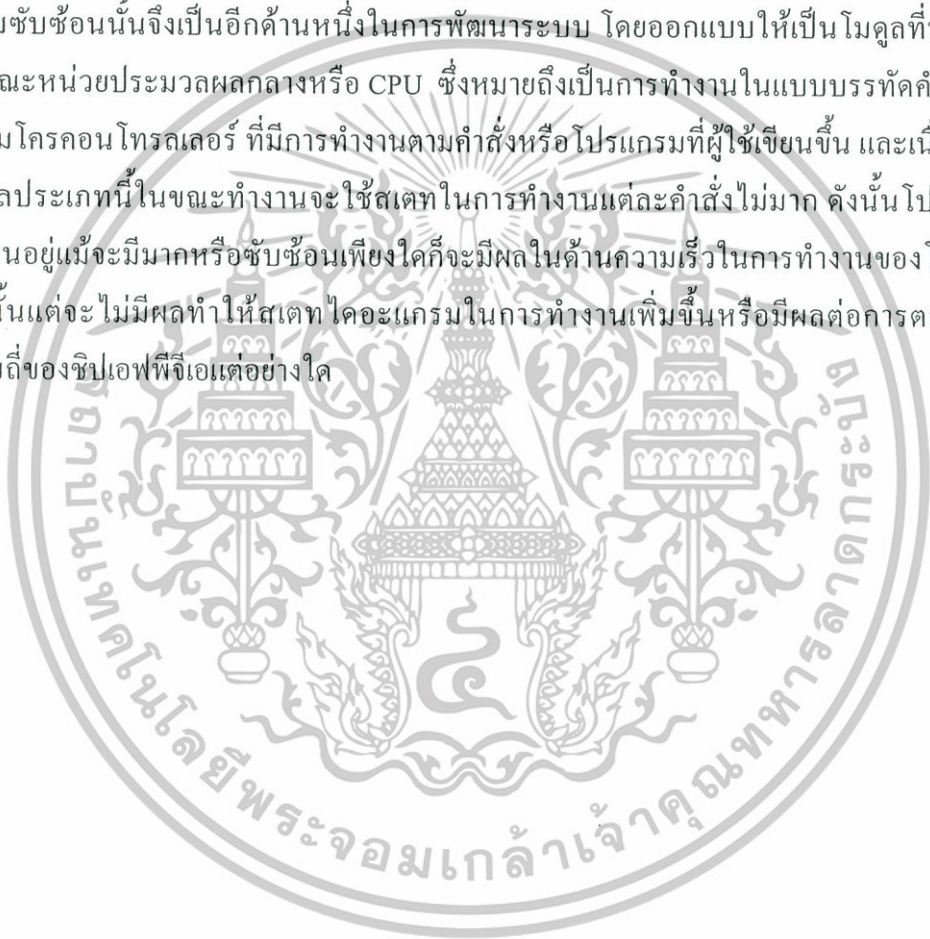 มซับซ้อนนั้นจึงเป็นอีกด้านหนึ่งในการพัฒนาระบบ โดยออกแบบให้เป็นโมดูลที่
ณะหน่วยประมวลผลกลางหรือ CPU ซึ่งหมายถึงเป็นการทำงานในแบบบรรทัดคำ
มโครคอนโทรลเลอร์ ที่มีการทำงานตามคำสั่งหรือโปรแกรมที่ผู้ใช้เขียนขึ้น และเนื
ลประเภทนี้ในขณะทำงานจะใช้สเตทในการทำงานแต่ละคำสั่งไม่มาก ดังนั้นโป
นอยู่แม้จะมีมากหรือซับซ้อนเพียงใดก็จะมีผลในด้านความเร็วในการทำงานของ
นั้นแต่จะไม่มีผลทำให้สเตทไดอะแกรมในการทำงานเพิ่มขึ้นหรือมีผลต่อการต
มถี่ของชิปเอฟพีจีเอแต่อย่างใด
สถาบันเทคโนโลยีพระจอมเกล้าเจ้าคุณทหารลาดกระบัง